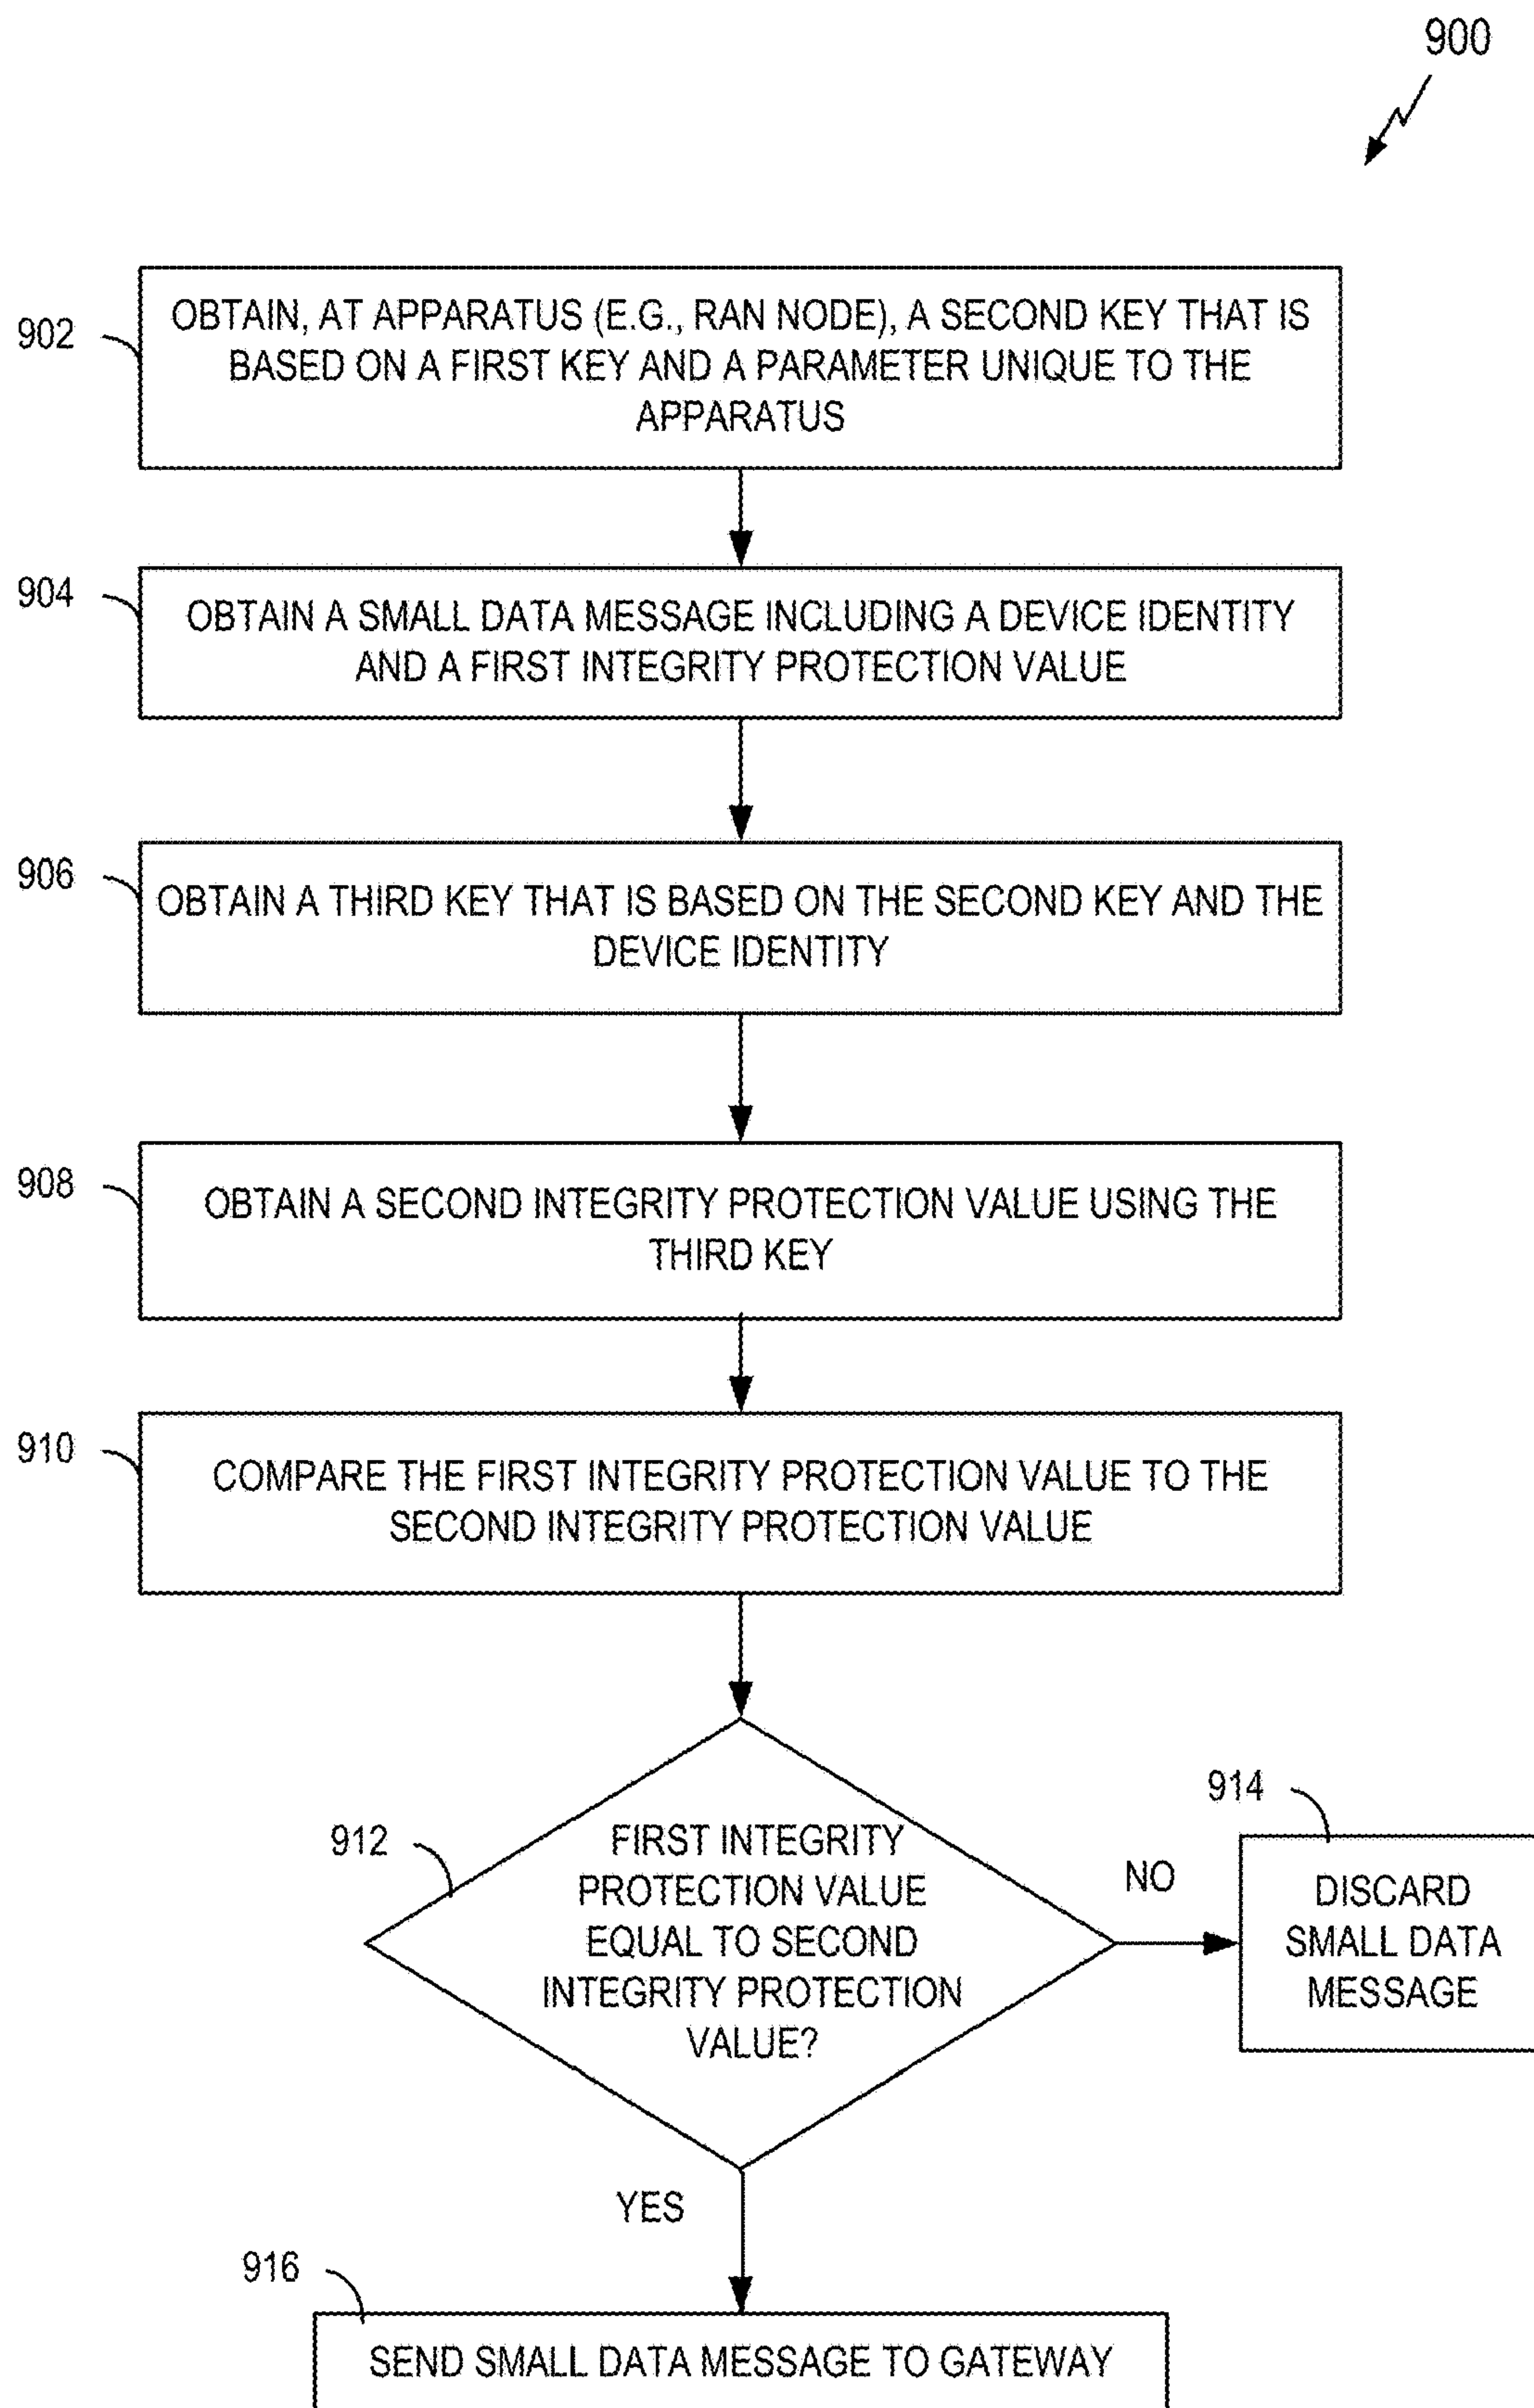 900
902
OBTAIN, AT APPARATUS (E.G., RAN NODE), A SECOND KEY THAT IS
BASED ON A FIRST KEY AND A PARAMETER UNIQUE TO THE
APPARATUS
904
OBTAIN A SMALL DATA MESSAGE INCLUDING A DEVICE IDENTITY
AND A FIRST INTEGRITY PROTECTION VALUE
906
OBTAIN A THIRD KEY THAT IS BASED ON THE SECOND KEY AND THE
DEVICE IDENTITY
908
OBTAIN A SECOND INTEGRITY PROTECTION VALUE USING THE
THIRD KEY
910
COMPARE THE FIRST INTEGRITY PROTECTION VALUE TO THE
SECOND INTEGRITY PROTECTION VALUE
912
FIRST INTEGRITY
PROTECTION VALUE
EQUAL TO SECOND
INTEGRITY PROTECTION
VALUE?
NO
914
DISCARD
SMALL DATA
MESSAGE
YES
916
SEND SMALL DATA MESSAGE TO GATEWAY